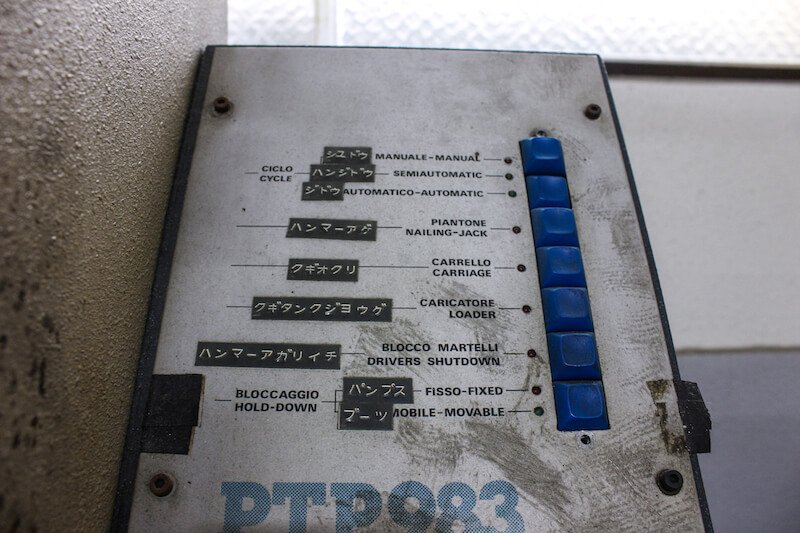 シユドウ MANUALE-MANUAL
CICLO
CYCLE
ハンジドウ SEMIAUTOMATIC
ジドウ AUTOMATICO-AUTOMATIC
ハンマーアゲ PIANTONE
NAILING-JACK
クギオクリ CARRELLO
CARRIAGE
クギタンクジヨウゲ CARICATORE
LOADER
ハンマーアガリイチ BLOCCO MARTELLI
DRIVERS SHUTDOWN
BLOCCAGGIO
HOLD-DOWN
パンプス FISSO-FIXED
ブーツ MOBILE-MOVABLE
PTP983